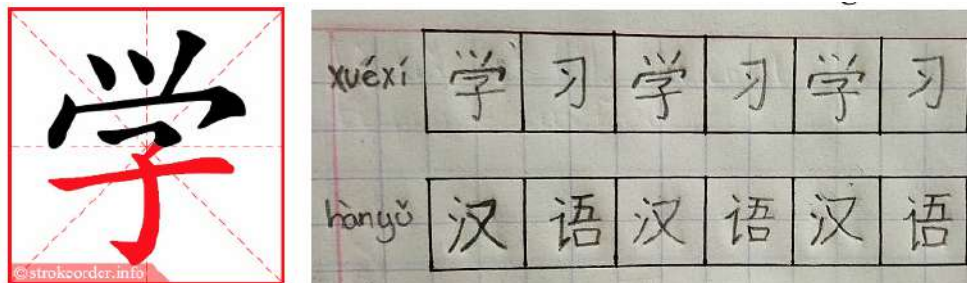 学
© strokeorder.info
xuéxí 学 习 学 习 学 习
hànyǔ 汉 语 汉 语 汉 语